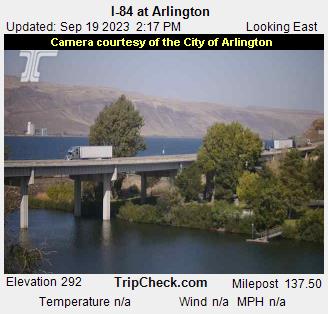 I-84 at Arlington
Updated: Sep 19 2023 2:17 PM Looking East
Camera courtesy of the City of Arlington
Elevation 292 TripCheck.com Milepost 137.50
Temperature n/a Wind n/a MPH n/a